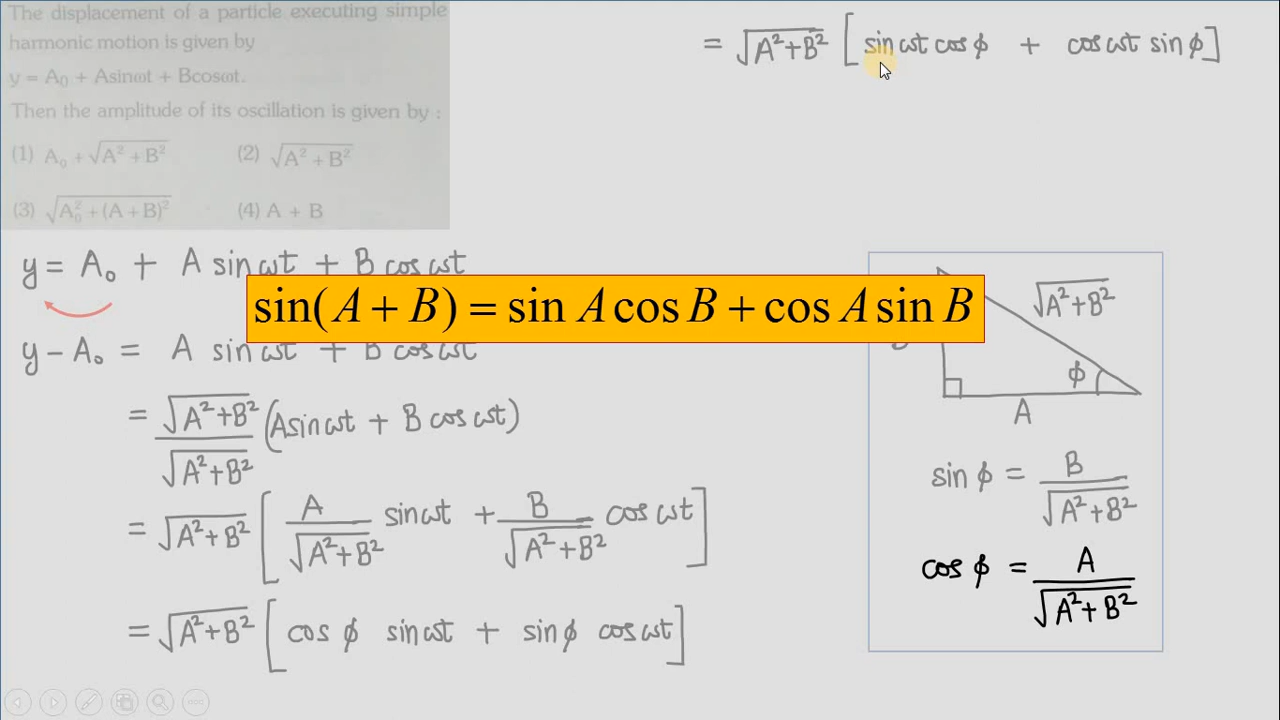 The displacement of a particle executing simple
harmonic motion is given by
y = A₀ + Asinωt + Bcosωt.
Then the amplitude of its oscillation is given by :
(1) A₀ + √(A² + B²) (2) √(A² + B²)
(3) √(A₀² + (A + B)²) (4) A + B
= √(A²+B²) [ sin ωt cos ϕ + cos ωt sin ϕ ]
y = A₀ + A sin ωt + B cos ωt
sin(A + B) = sin A cos B + cos A sin B
y − A₀ = A sin ωt + B cos ωt
= √(A²+B²) / √(A²+B²) (A sin ωt + B cos ωt)
= √(A²+B²) [ A / √(A²+B²) sin ωt + B / √(A²+B²) cos ωt ]
= √(A²+B²) [ cos ϕ sin ωt + sin ϕ cos ωt ]
√(A²+B²)
ϕ
A
sin ϕ = B / √(A²+B²)
cos ϕ = A / √(A²+B²)